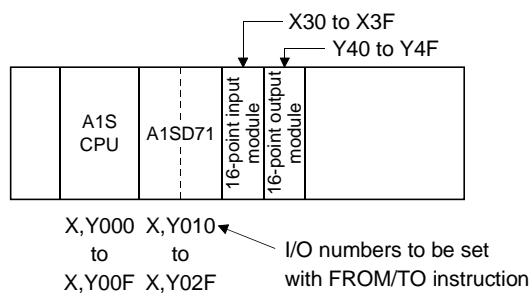 X30 to X3F
Y40 to Y4F
A1S
CPU
A1SD71
16-point input
module
16-point output
module
X,Y000
to
X,Y00F
X,Y010
to
X,Y02F
I/O numbers to be set
with FROM/TO instruction